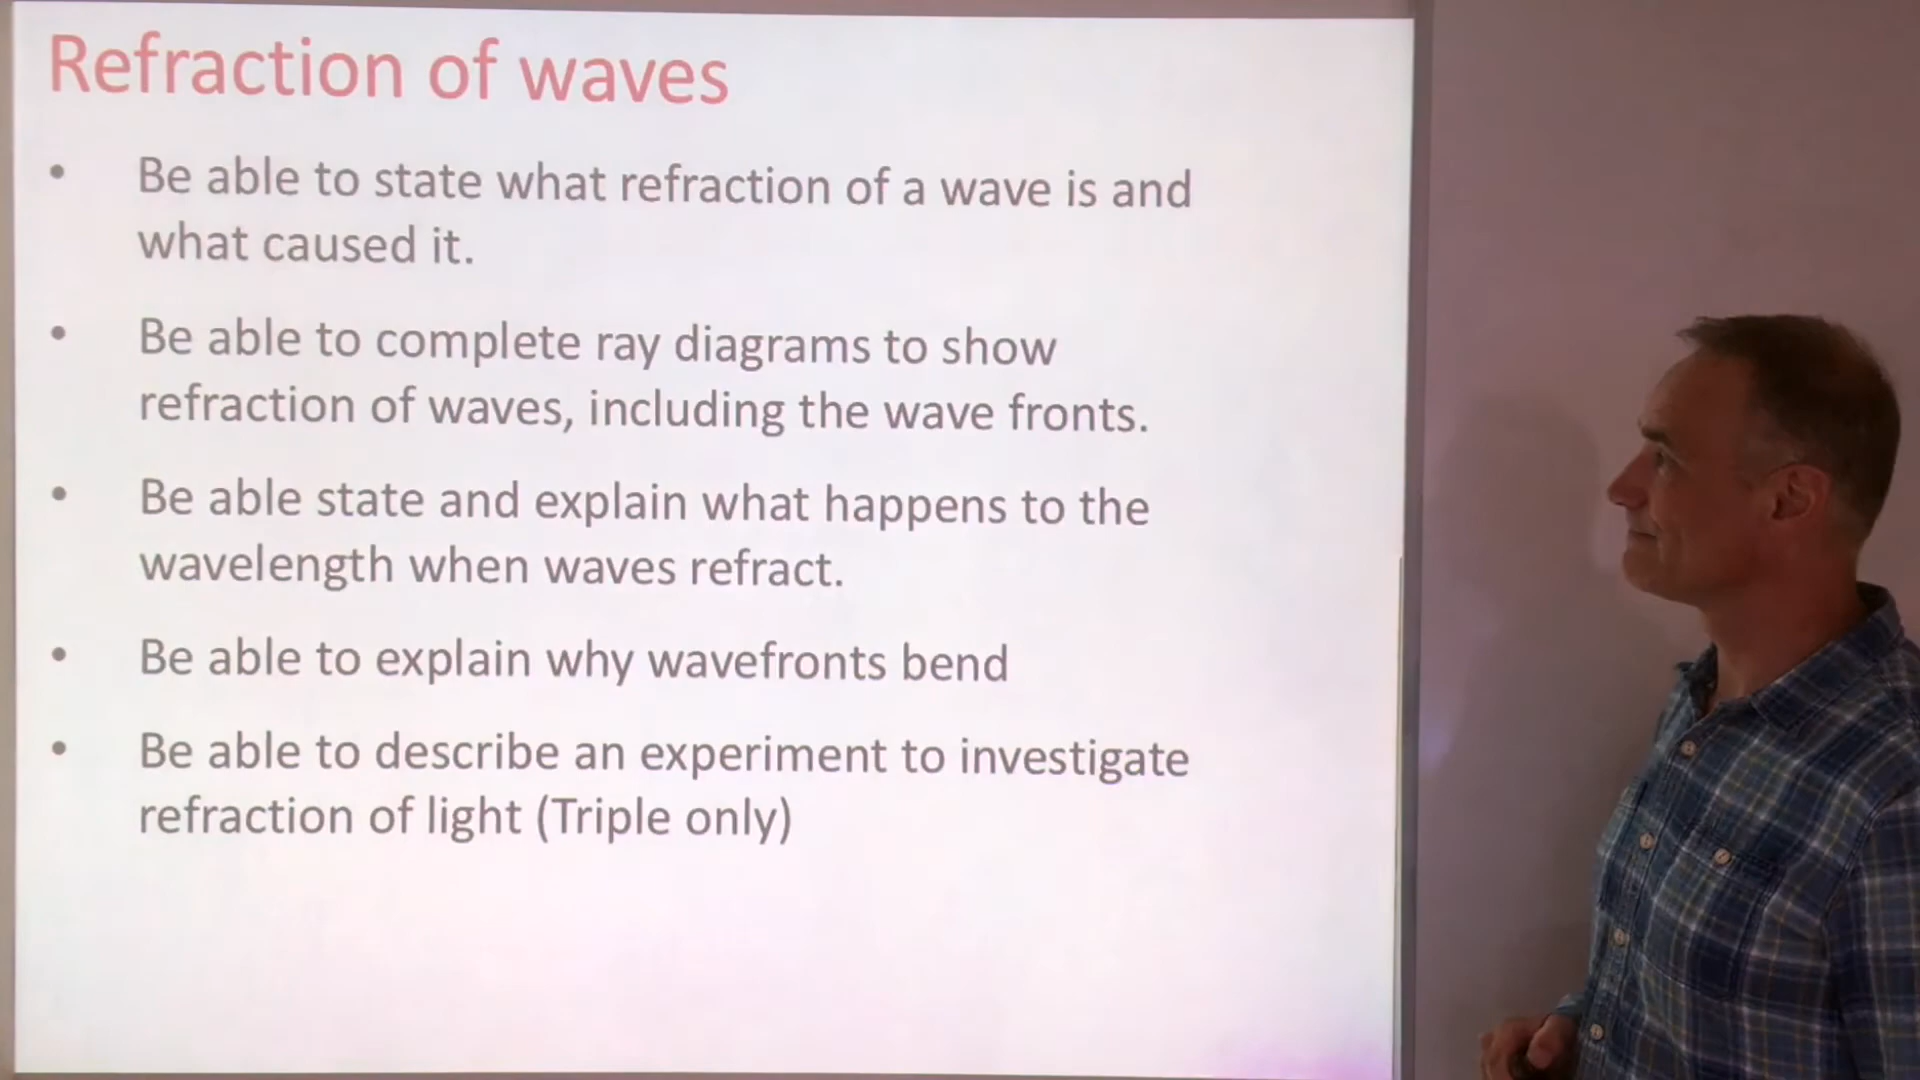 Refraction of waves
• Be able to state what refraction of a wave is and
what caused it.
• Be able to complete ray diagrams to show
refraction of waves, including the wave fronts.
• Be able state and explain what happens to the
wavelength when waves refract.
• Be able to explain why wavefronts bend
• Be able to describe an experiment to investigate
refraction of light (Triple only)